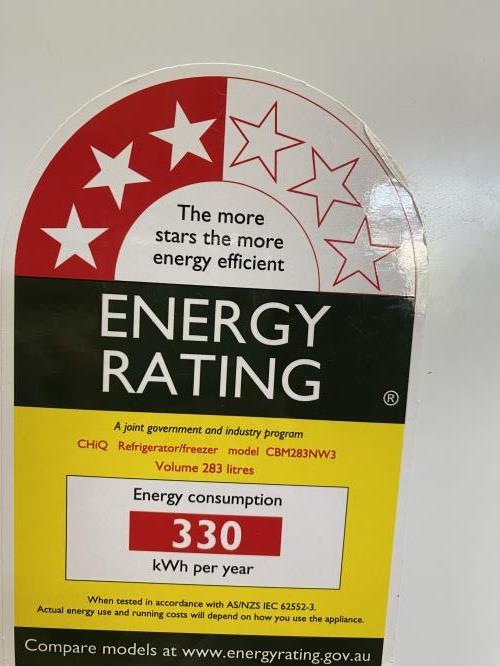 The more
stars the more
energy efficient
ENERGY
RATING
®
A joint government and industry program
CHiQ Refrigerator/freezer model CBM283NW3
Volume 283 litres
Energy consumption
330
kWh per year
When tested in accordance with AS/NZS IEC 62552-3.
Actual energy use and running costs will depend on how you use the appliance.
Compare models at www.energyrating.gov.au